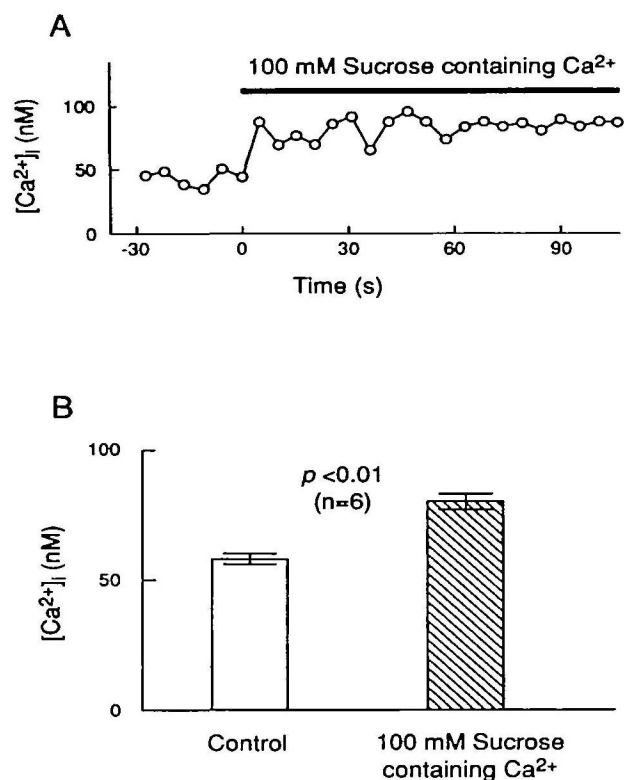 A
100 mM Sucrose containing Ca²⁺
[Ca²⁺]ᵢ (nM)
100
50
0
-30 0 30 60 90
Time (s)
B
[Ca²⁺]ᵢ (nM)
100
50
0
p <0.01
(n=6)
Control
100 mM Sucrose
containing Ca²⁺